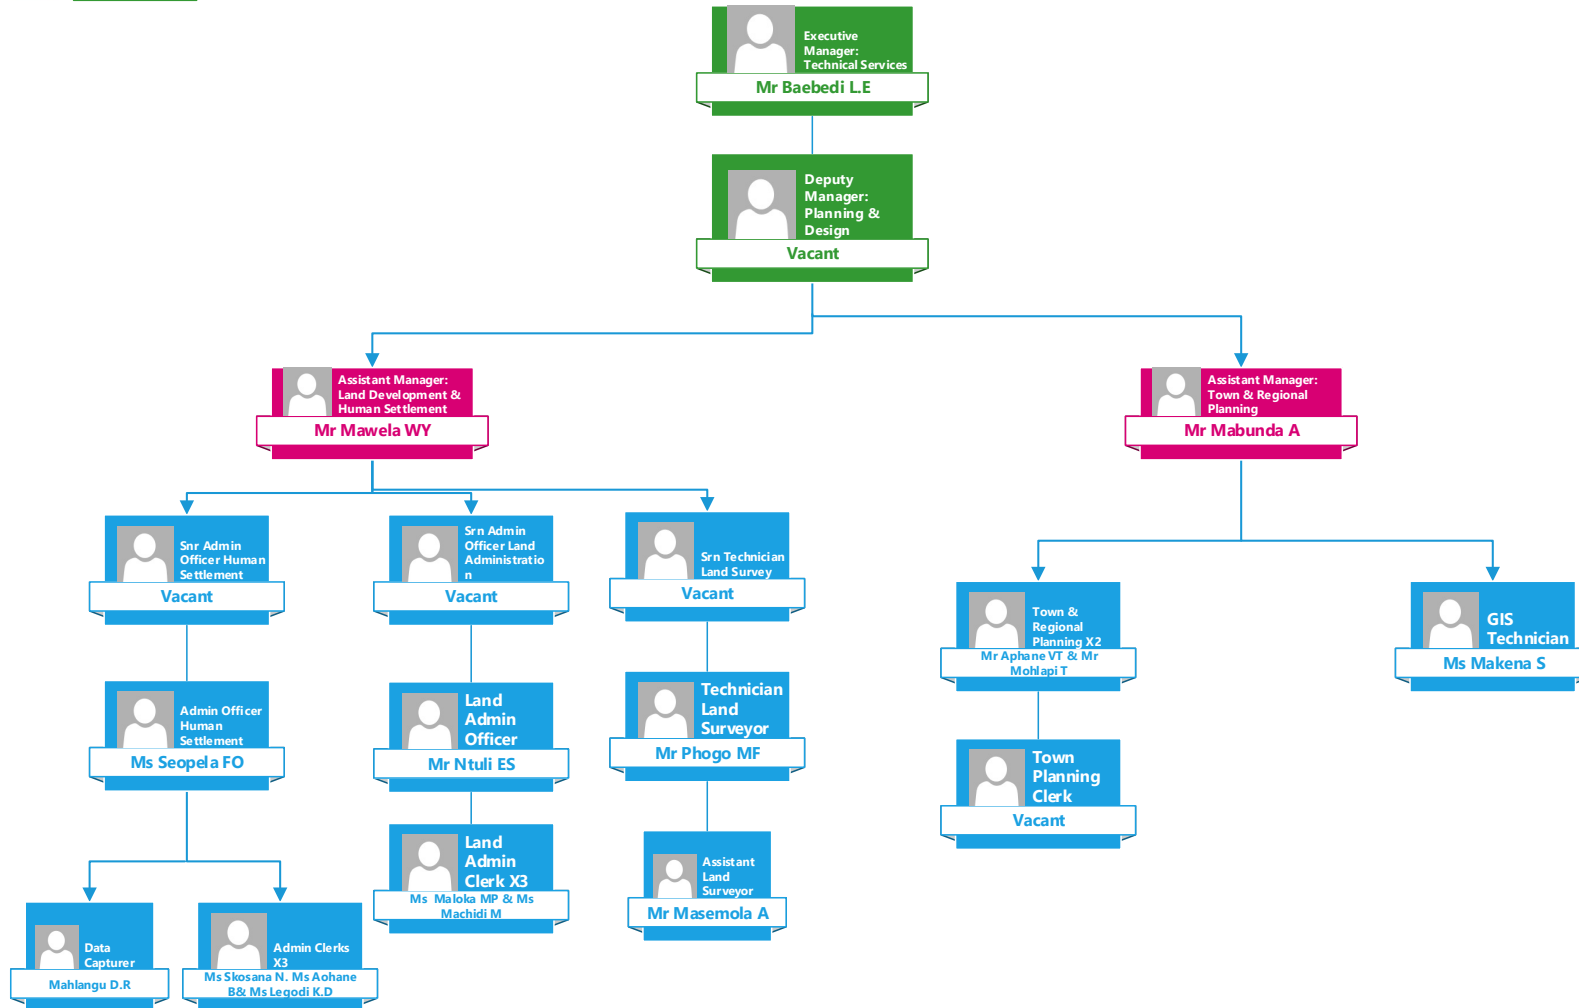 Executive
Manager:
Technical Services
Mr Baebedi L.E
Deputy
Manager:
Planning &
Design
Vacant
Assistant Manager:
Land Development &
Human Settlement
Mr Mawela WY
Assistant Manager:
Town & Regional
Planning
Mr Mabunda A
Snr Admin
Officer Human
Settlement
Vacant
Srn Admin
Officer Land
Administratio
n
Vacant
Srn Technician
Land Survey
Vacant
Town &
Regional
Planning X2
Mr Aphane VT & Mr
Mohlapi T
GIS
Technician
Ms Makena S
Admin Officer
Human
Settlement
Ms Seopela FO
Land
Admin
Officer
Mr Ntuli ES
Technician
Land
Surveyor
Mr Phogo MF
Town
Planning
Clerk
Vacant
Land
Admin
Clerk X3
Ms Maloka MP & Ms
Machidi M
Assistant
Land
Surveyor
Mr Masemola A
Data
Capturer
Mahlangu D.R
Admin Clerks
X3
Ms Skosana N. Ms Aohane
B& Ms Legodi K.D